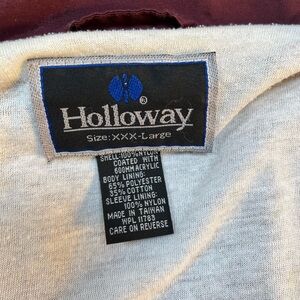 ®
Holloway
Size: XXX-Large
SHELL: 100% NYLON
COATED WITH
600MM ACRYLIC
BODY LINING:
65% POLYESTER
35% COTTON
SLEEVE LINING:
100% NYLON
MADE IN TAIWAN
WPL 11763
CARE ON REVERSE